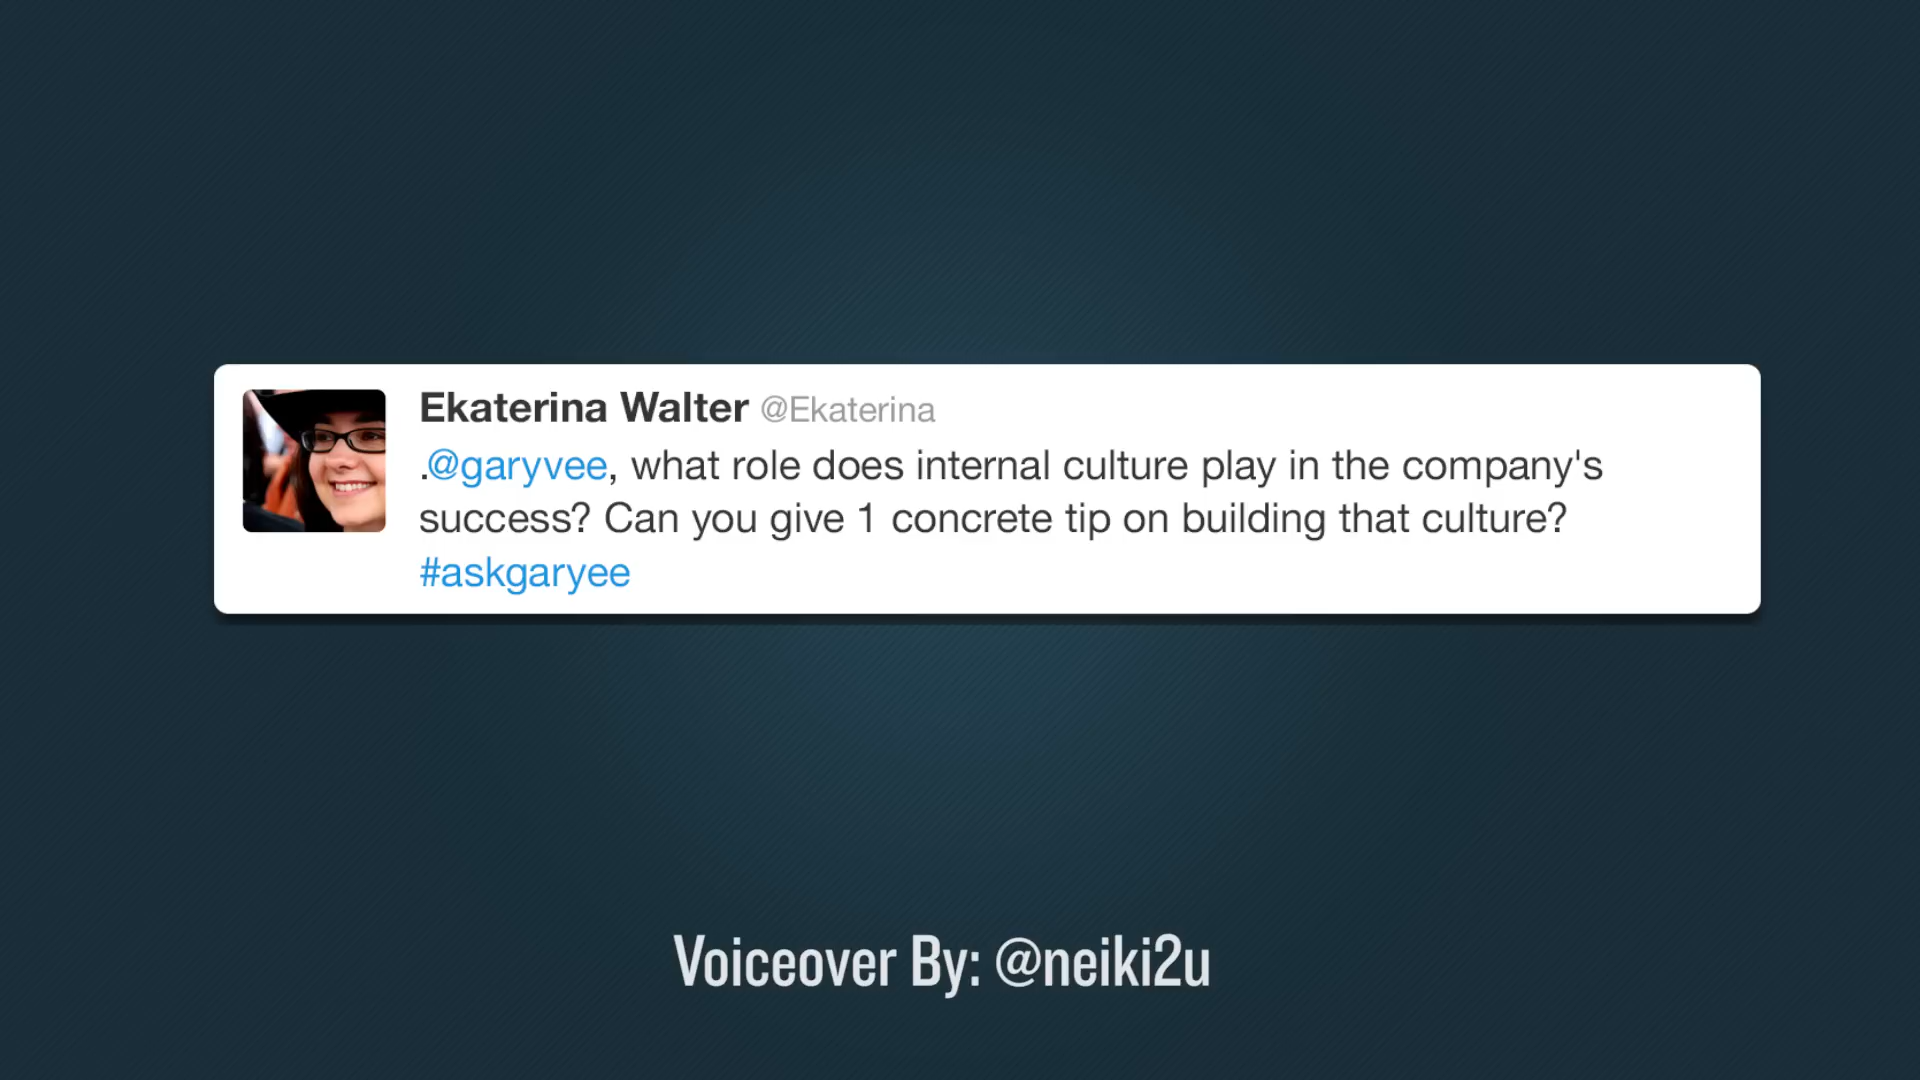 Ekaterina Walter @Ekaterina
.@garyvee, what role does internal culture play in the company's
success? Can you give 1 concrete tip on building that culture?
#askgaryee
Voiceover By: @neiki2u